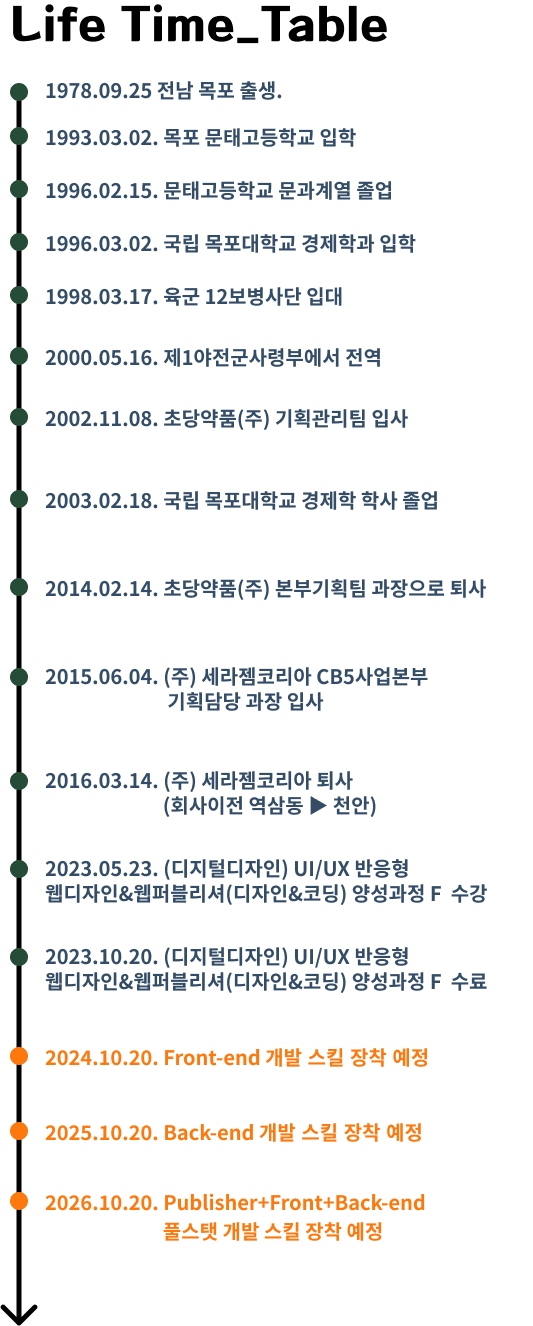 Life Time_Table
1978.09.25 전남 목포 출생.
1993.03.02. 목포 문태고등학교 입학
1996.02.15. 문태고등학교 문과계열 졸업
1996.03.02. 국립 목포대학교 경제학과 입학
1998.03.17. 육군 12보병사단 입대
2000.05.16. 제1야전군사령부에서 전역
2002.11.08. 초당약품(주) 기획관리팀 입사
2003.02.18. 국립 목포대학교 경제학 학사 졸업
2014.02.14. 초당약품(주) 본부기획팀 과장으로 퇴사
2015.06.04. (주) 세라젬코리아 CB5사업본부
기획담당 과장 입사
2016.03.14. (주) 세라젬코리아 퇴사
(회사이전 역삼동 ▶ 천안)
2023.05.23. (디지털디자인) UI/UX 반응형
웹디자인&웹퍼블리셔(디자인&코딩) 양성과정 F 수강
2023.10.20. (디지털디자인) UI/UX 반응형
웹디자인&웹퍼블리셔(디자인&코딩) 양성과정 F 수료
2024.10.20. Front-end 개발 스킬 장착 예정
2025.10.20. Back-end 개발 스킬 장착 예정
2026.10.20. Publisher+Front+Back-end
풀스탯 개발 스킬 장착 예정